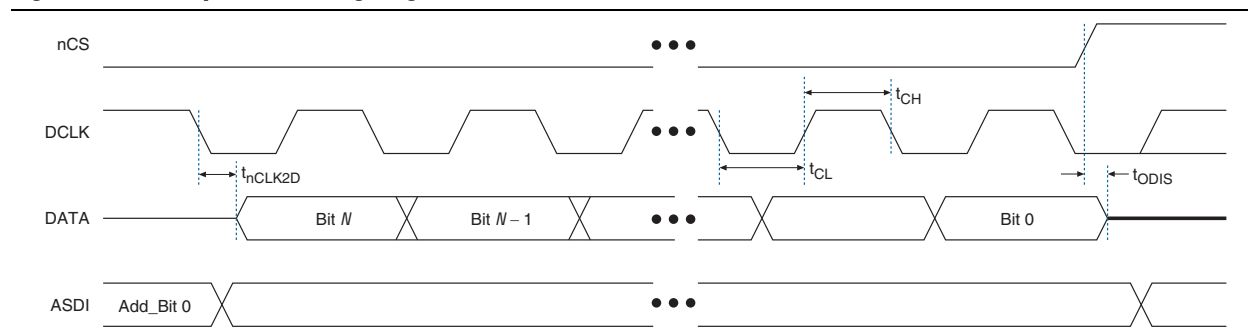 nCS
DCLK
tCH
tnCLK2D
tCL
tODIS
DATA
Bit N
Bit N – 1
Bit 0
ASDI
Add_Bit 0